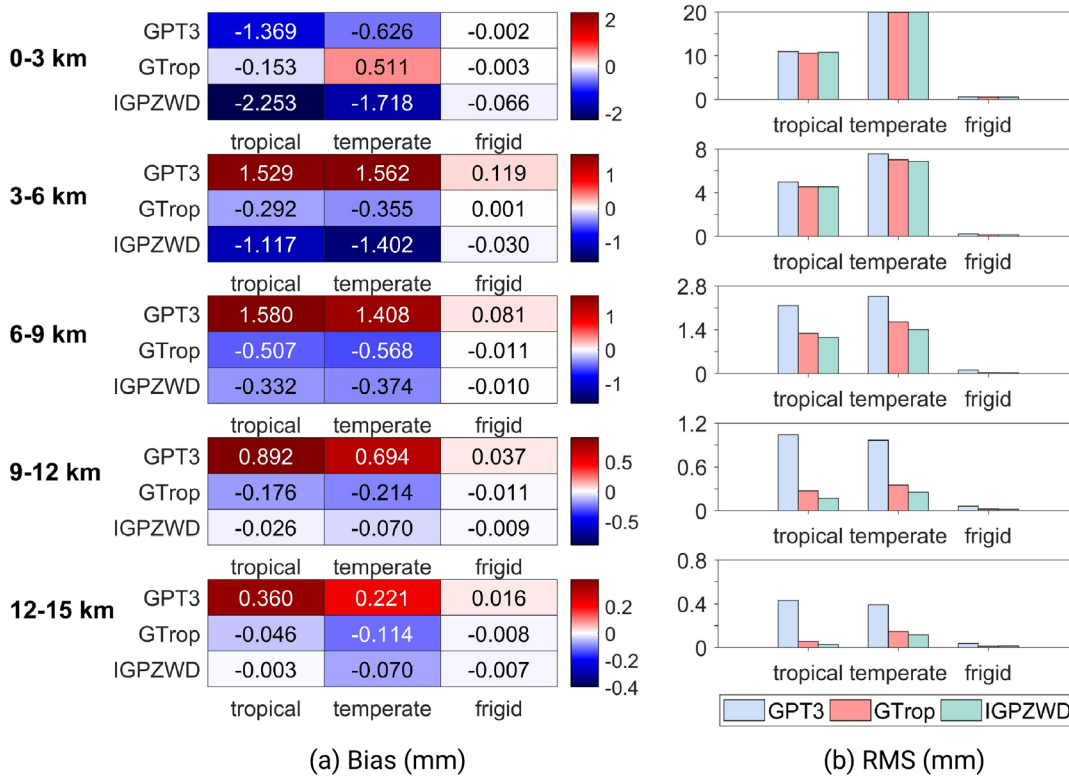 0-3 km
GPT3 -1.369 -0.626 -0.002
GTrop -0.153 0.511 -0.003
IGPZWD -2.253 -1.718 -0.066
tropical temperate frigid
2
0
-2
20
10
0
tropical temperate frigid
3-6 km
GPT3 1.529 1.562 0.119
GTrop -0.292 -0.355 0.001
IGPZWD -1.117 -1.402 -0.030
tropical temperate frigid
1
0
-1
8
4
0
tropical temperate frigid
6-9 km
GPT3 1.580 1.408 0.081
GTrop -0.507 -0.568 -0.011
IGPZWD -0.332 -0.374 -0.010
tropical temperate frigid
1
0
-1
2.8
1.4
0
tropical temperate frigid
9-12 km
GPT3 0.892 0.694 0.037
GTrop -0.176 -0.214 -0.011
IGPZWD -0.026 -0.070 -0.009
tropical temperate frigid
0.5
0
-0.5
1.2
0.6
0
tropical temperate frigid
12-15 km
GPT3 0.360 0.221 0.016
GTrop -0.046 -0.114 -0.008
IGPZWD -0.003 -0.070 -0.007
tropical temperate frigid
0.2
0
-0.2
-0.4
0.8
0.4
0
tropical temperate frigid
GPT3 GTrop IGPZWD
(a) Bias (mm)
(b) RMS (mm)